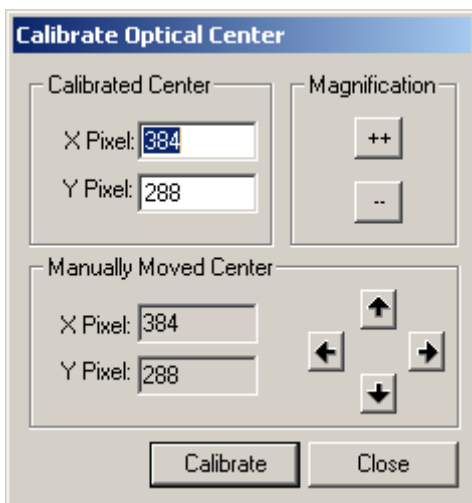 Calibrate Optical Center
Calibrated Center
X Pixel: 384
Y Pixel: 288
Magnification
++
--
Manually Moved Center
X Pixel: 384
Y Pixel: 288
Calibrate
Close